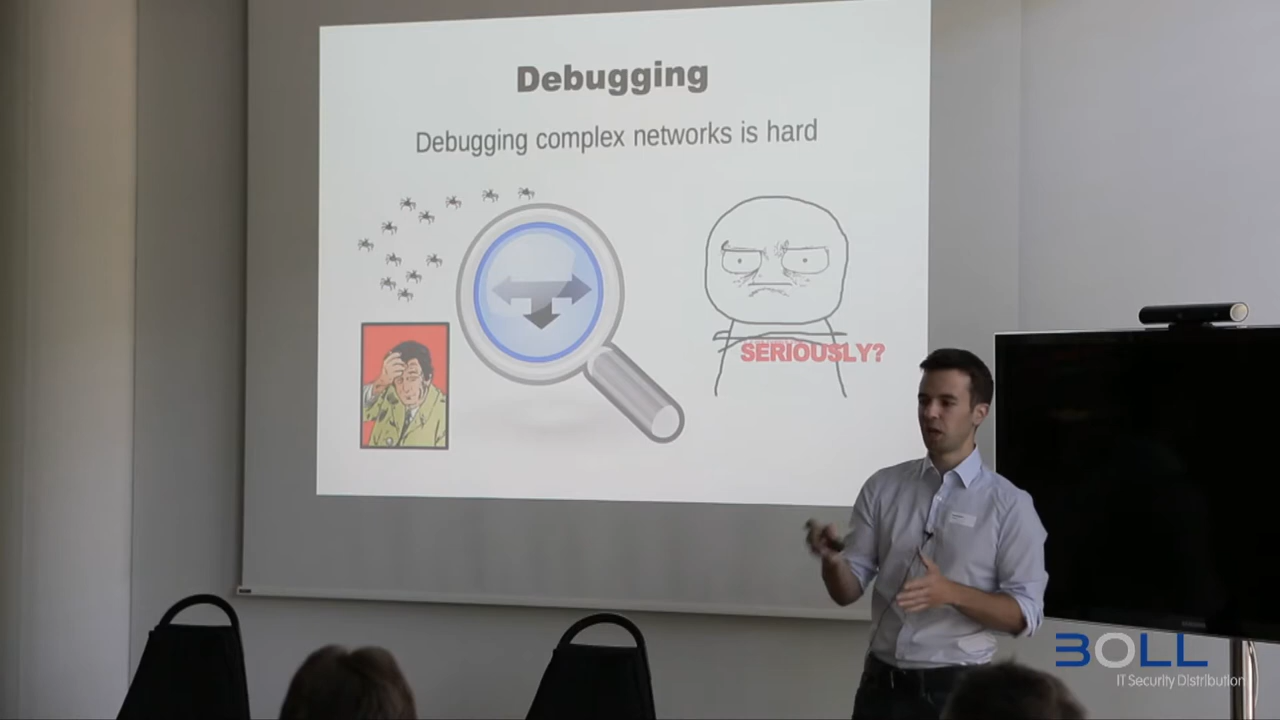 Debugging
Debugging complex networks is hard
SERIOUSLY?
BOLL
IT Security Distribution